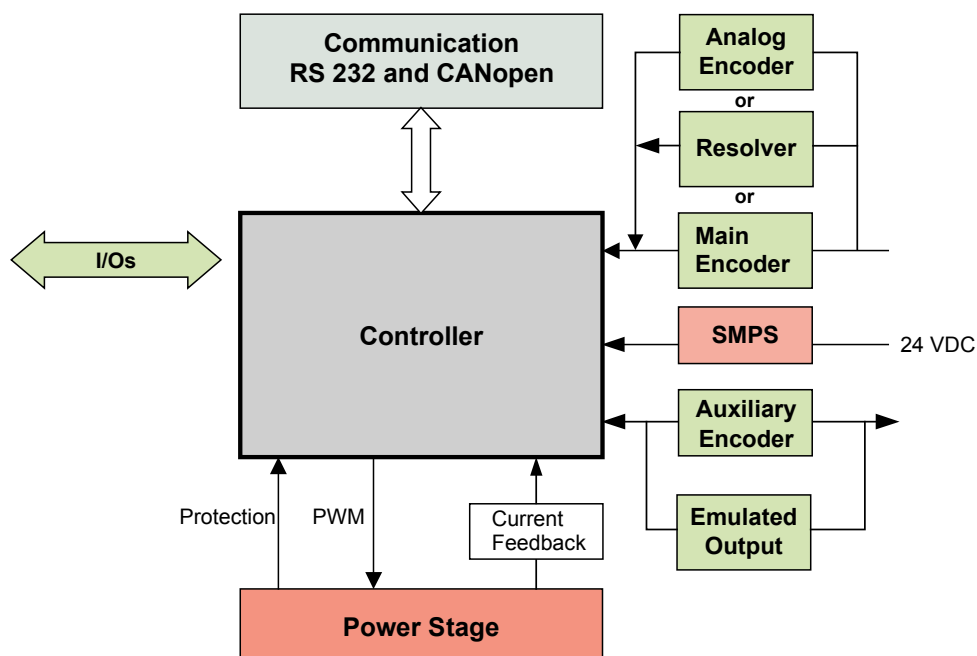 Communication
RS 232 and CANopen
Analog
Encoder
or
Resolver
or
Main
Encoder
I/Os
Controller
SMPS
24 VDC
Auxiliary
Encoder
Emulated
Output
Protection
PWM
Current
Feedback
Power Stage